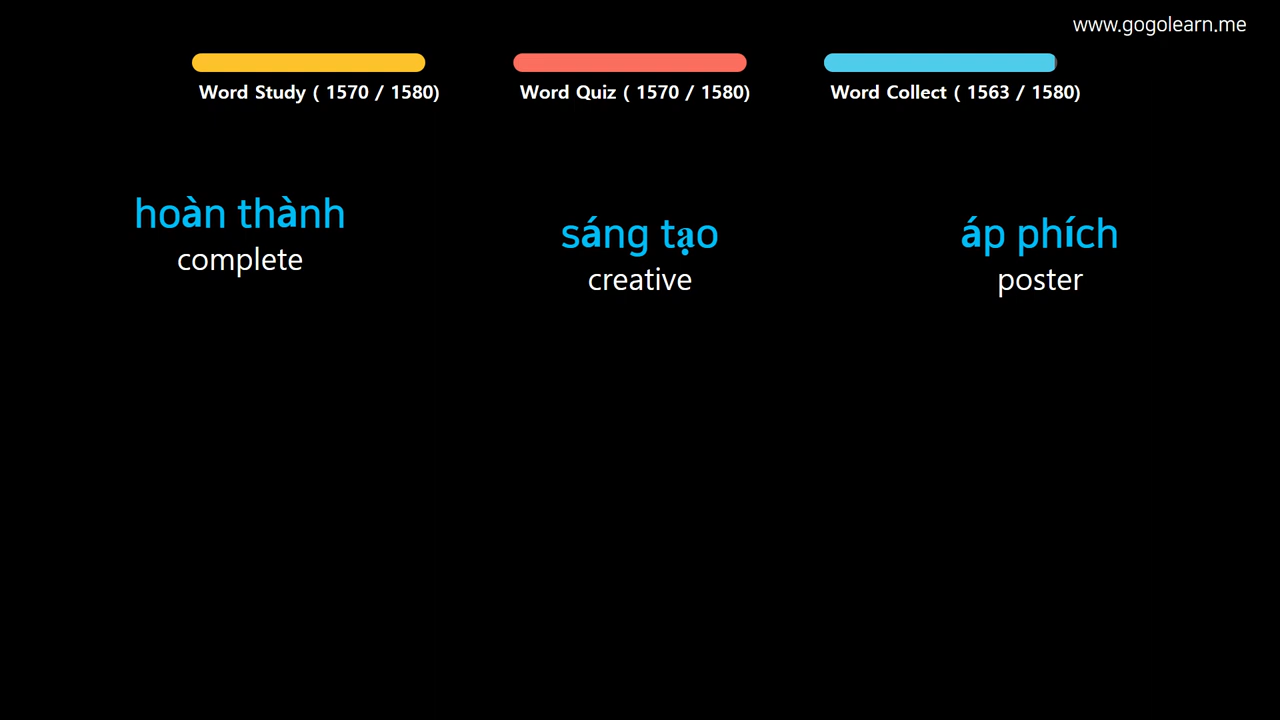 www.gogolearn.me
Word Study ( 1570 / 1580)
Word Quiz ( 1570 / 1580)
Word Collect ( 1563 / 1580)
hoàn thành
complete
sáng tạo
creative
áp phích
poster